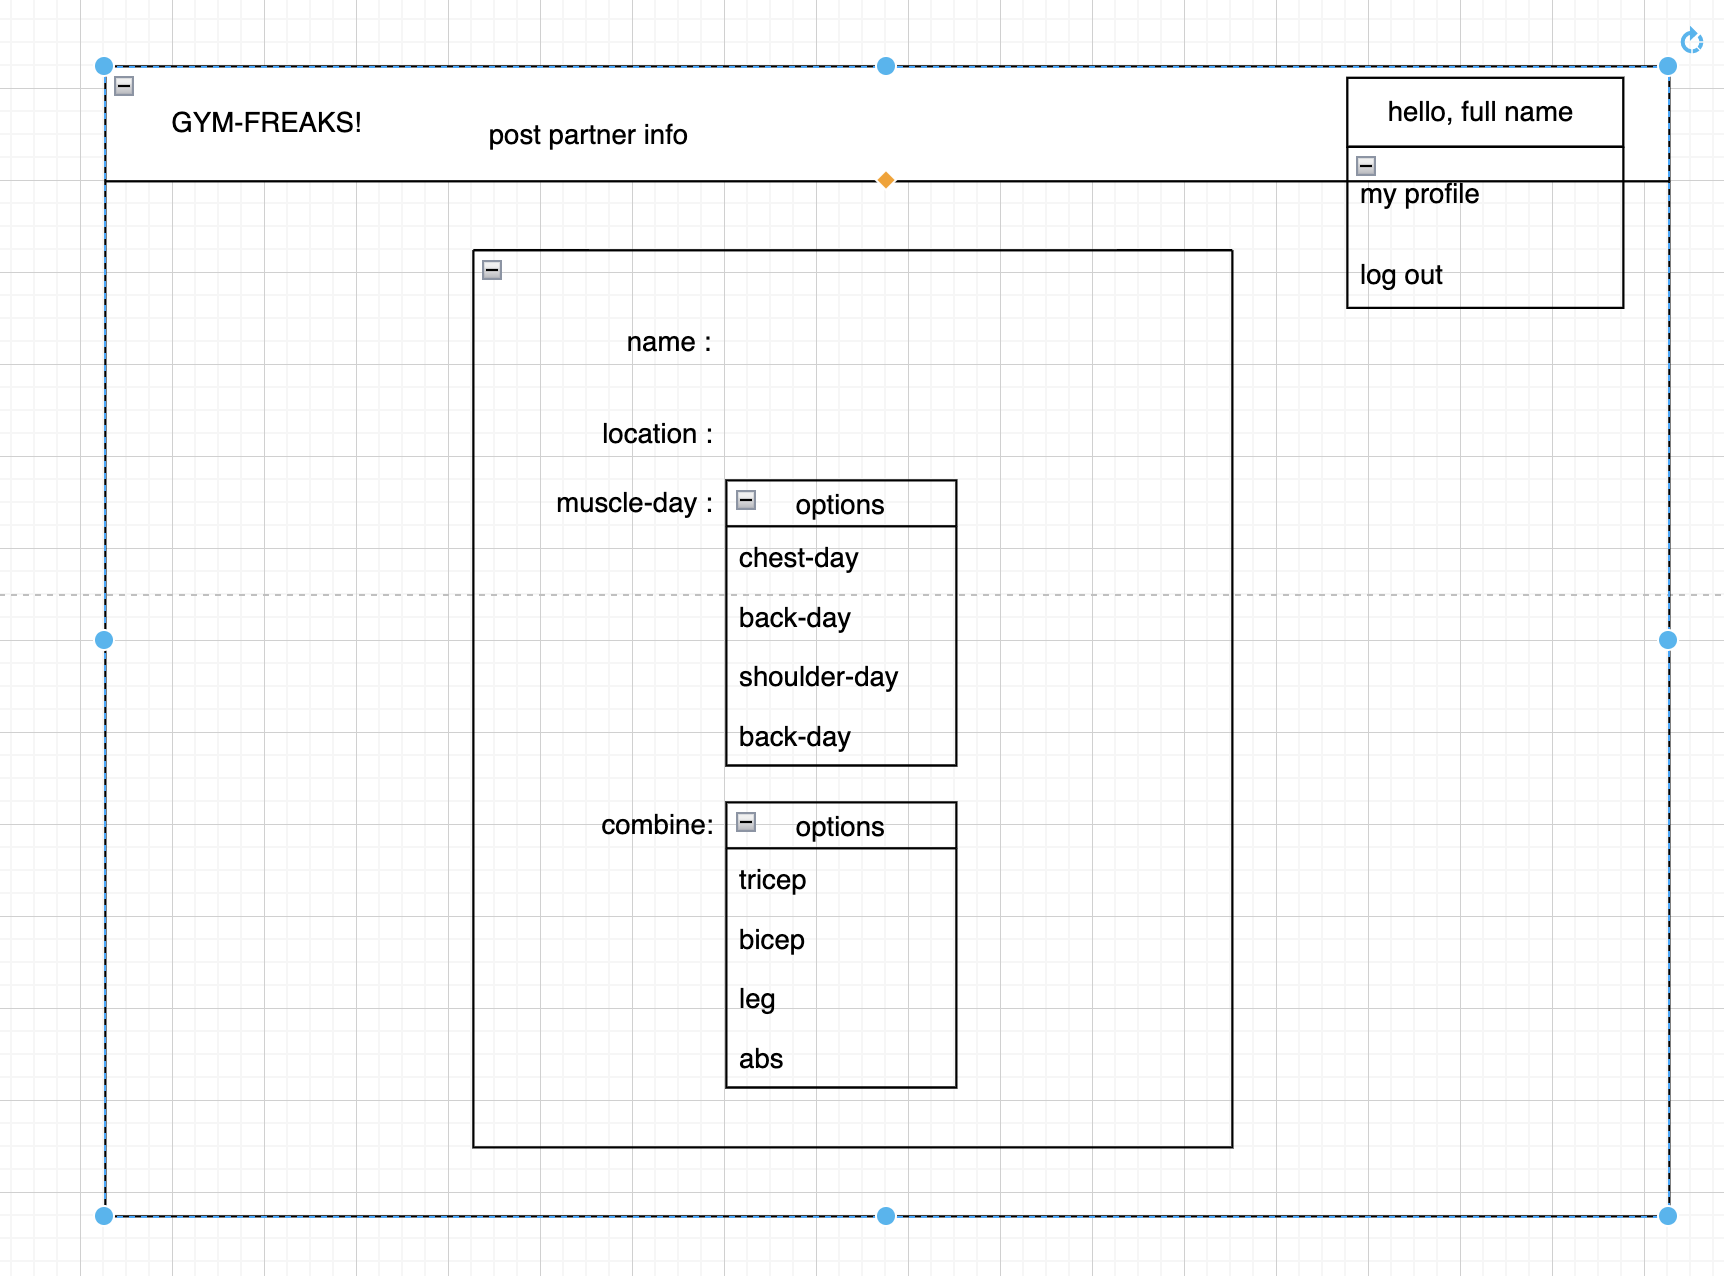 GYM-FREAKS!
post partner info
hello, full name
my profile
log out
name :
location :
muscle-day :
options
chest-day
back-day
shoulder-day
back-day
combine:
options
tricep
bicep
leg
abs